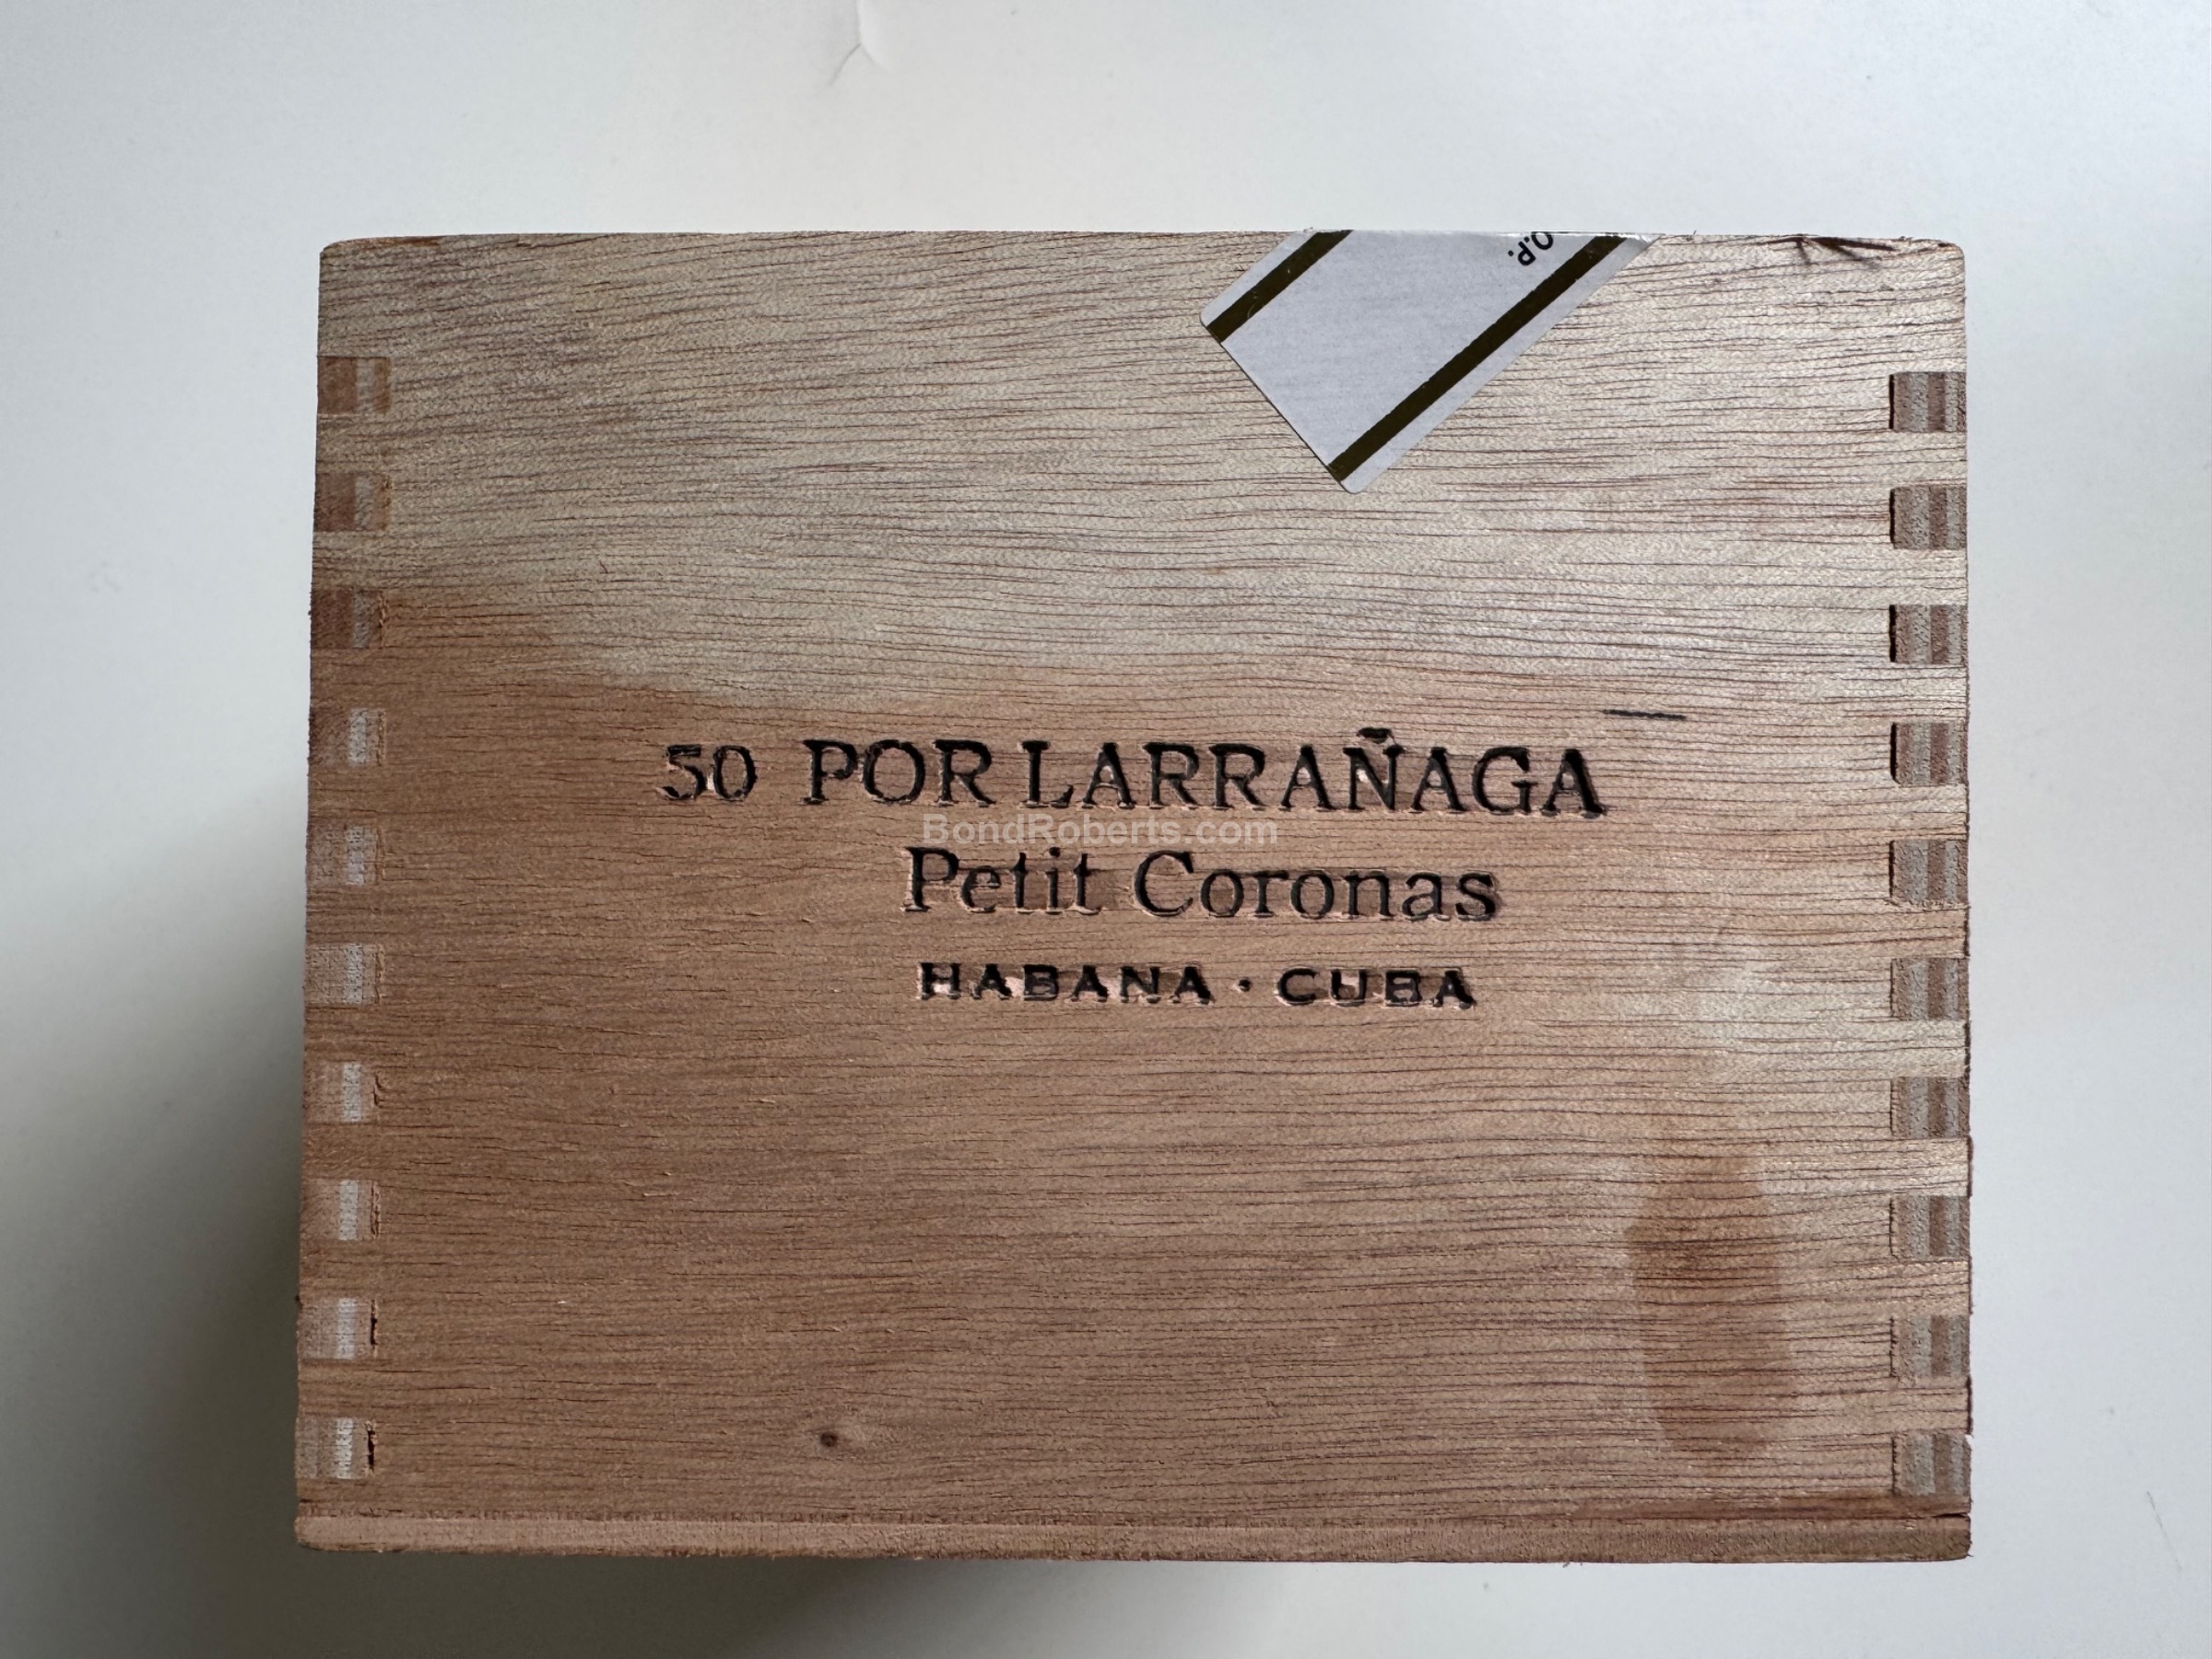 O.P.
50 POR LARRAÑAGA
BondRoberts.com
Petit Coronas
HABANA · CUBA